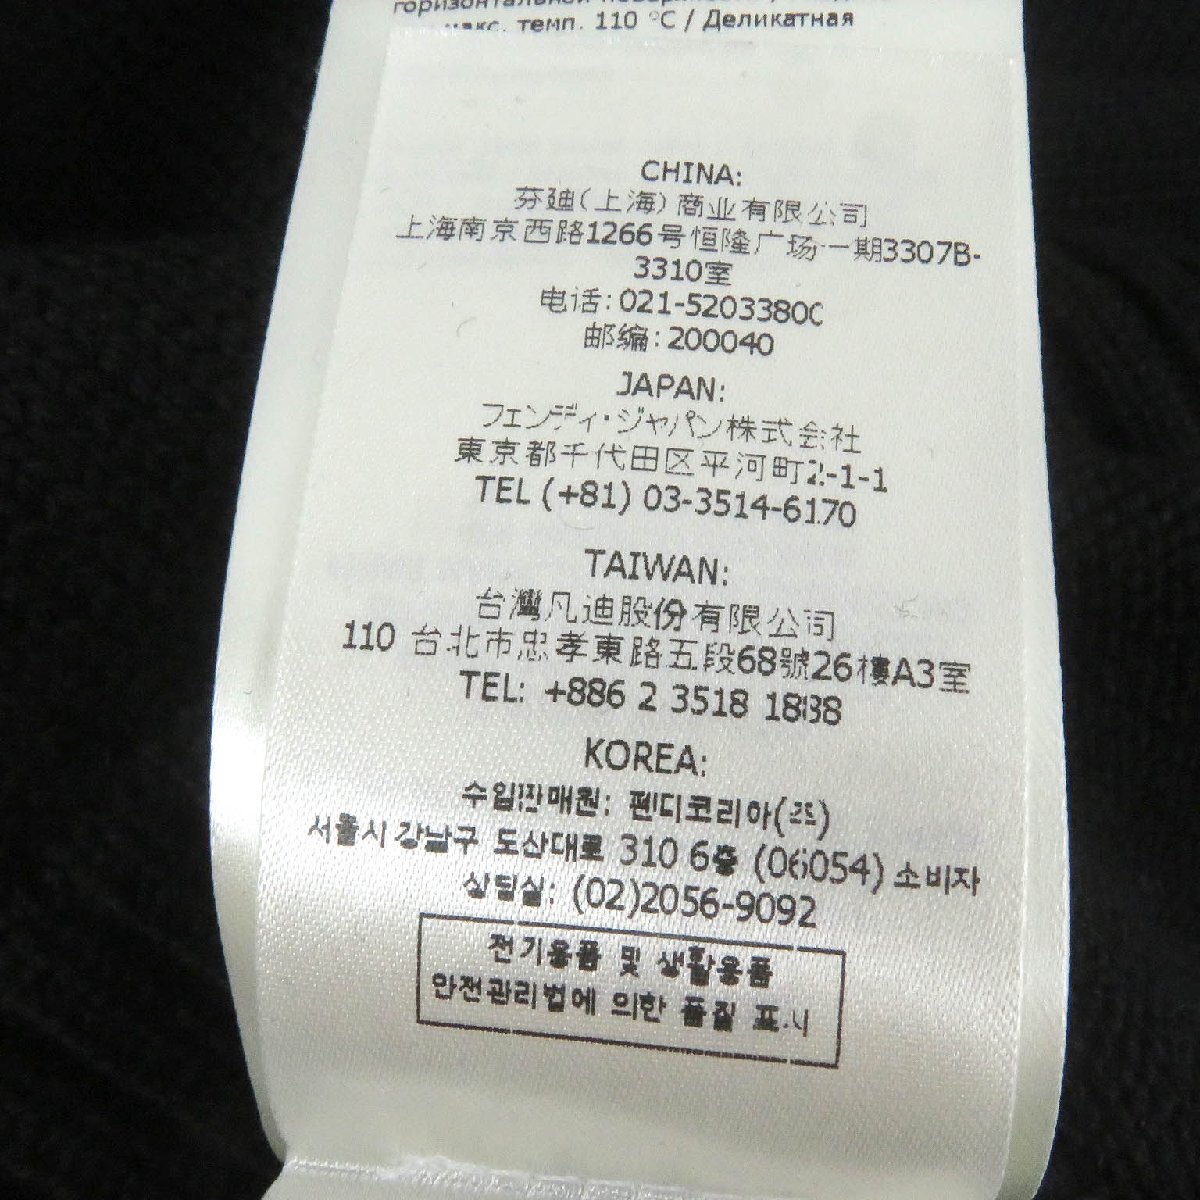 горизонтальной
макс. темп. 110 °C / Деликатная
CHINA:
芬迪(上海)商业有限公司
上海南京西路1266号恒隆广场一期3307B-
3310室
电话:021-52033800
邮编:200040
JAPAN:
フェンディ・ジャパン株式会社
東京都千代田区平河町2-1-1
TEL (+81) 03-3514-6170
TAIWAN:
台灣凡迪股份有限公司
110 台北市忠孝東路五段68號26樓A3室
TEL: +886 2 3518 1888
KOREA:
수입판매원: 펜디코리아(주)
서울시 강남구 도산대로 310 6층 (06054) 소비자
상담실: (02)2056-9092
전기용품 및 생활용품
안전관리법에 의한 품질 표시